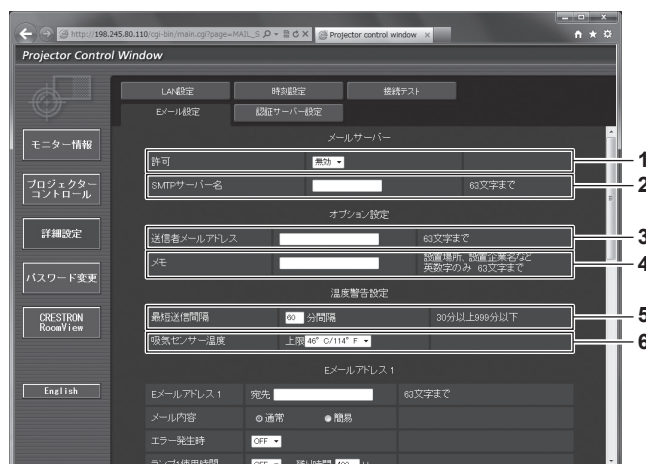 http://198.245.80.110/cgi-bin/main.cgi?page=MAIL_S
Projector control window
Projector Control Window
LAN設定 時刻設定 接続テスト
Eメール設定 認証サーバー設定
モニター情報
プロジェクター
コントロール
詳細設定
パスワード変更
CRESTRON
RoomView
English
メールサーバー
許可 無効 1
SMTPサーバー名 63文字まで 2
オプション設定
送信者メールアドレス 63文字まで 3
メモ 設置場所、設置企業名など
英数字のみ 63文字まで 4
温度警告設定
最短送信間隔 60 分間隔 30分以上999分以下 5
吸気センサー温度 上限 46°C/114°F 6
Eメールアドレス1
Eメールアドレス1 宛先 63文字まで
メール内容 通常 簡易
エラー発生時 OFF
ランプ1使用時間 OFF 残り時間 400 H